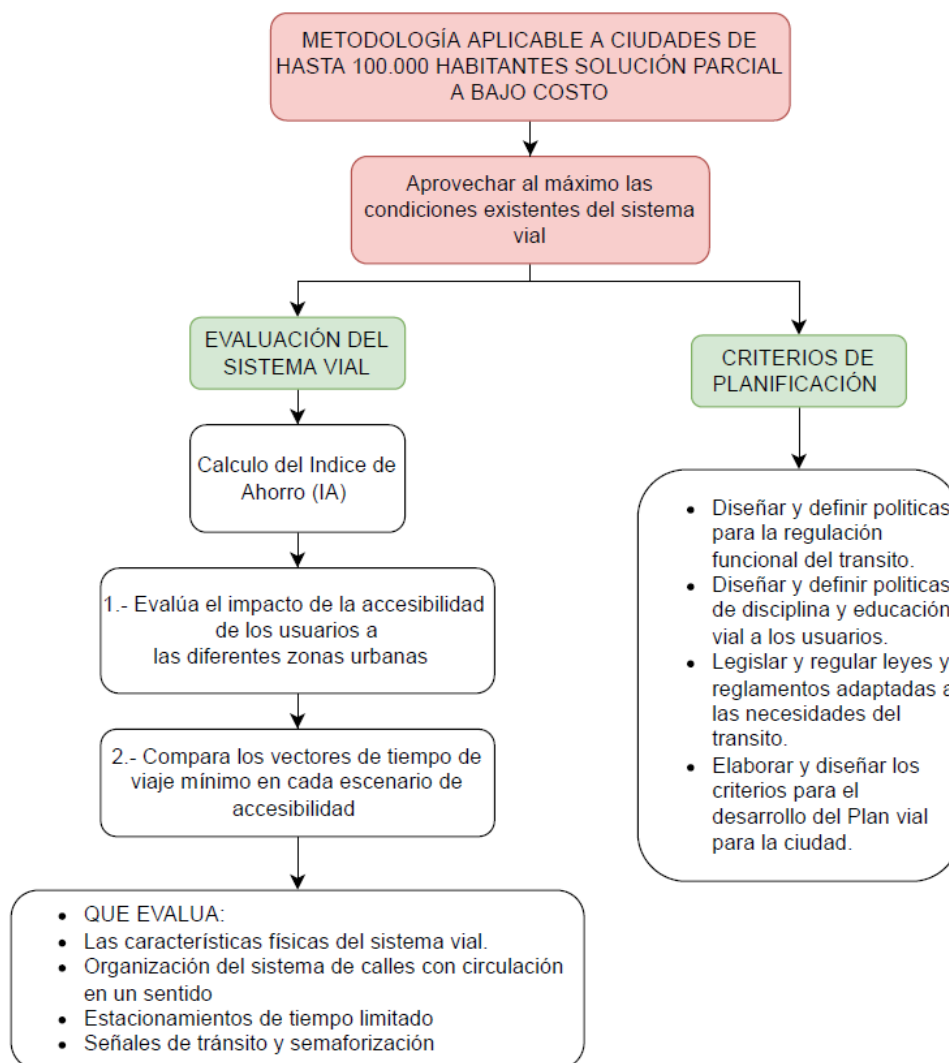 METODOLOGÍA APLICABLE A CIUDADES DE
HASTA 100.000 HABITANTES SOLUCIÓN PARCIAL
A BAJO COSTO
Aprovechar al máximo las
condiciones existentes del sistema
vial
EVALUACIÓN DEL
SISTEMA VIAL
Calculo del Indice de
Ahorro (IA)
1.- Evalúa el impacto de la accesibilidad
de los usuarios a
las diferentes zonas urbanas
2.- Compara los vectores de tiempo de
viaje mínimo en cada escenario de
accesibilidad
• QUE EVALUA:
• Las características físicas del sistema vial.
• Organización del sistema de calles con circulación
en un sentido
• Estacionamientos de tiempo limitado
• Señales de tránsito y semaforización
CRITERIOS DE
PLANIFICACIÓN
• Diseñar y definir politicas
para la regulación
funcional del transito.
• Diseñar y definir politicas
de disciplina y educación
vial a los usuarios.
• Legislar y regular leyes y
reglamentos adaptadas a
las necesidades del
transito.
• Elaborar y diseñar los
criterios para el
desarrollo del Plan vial
para la ciudad.